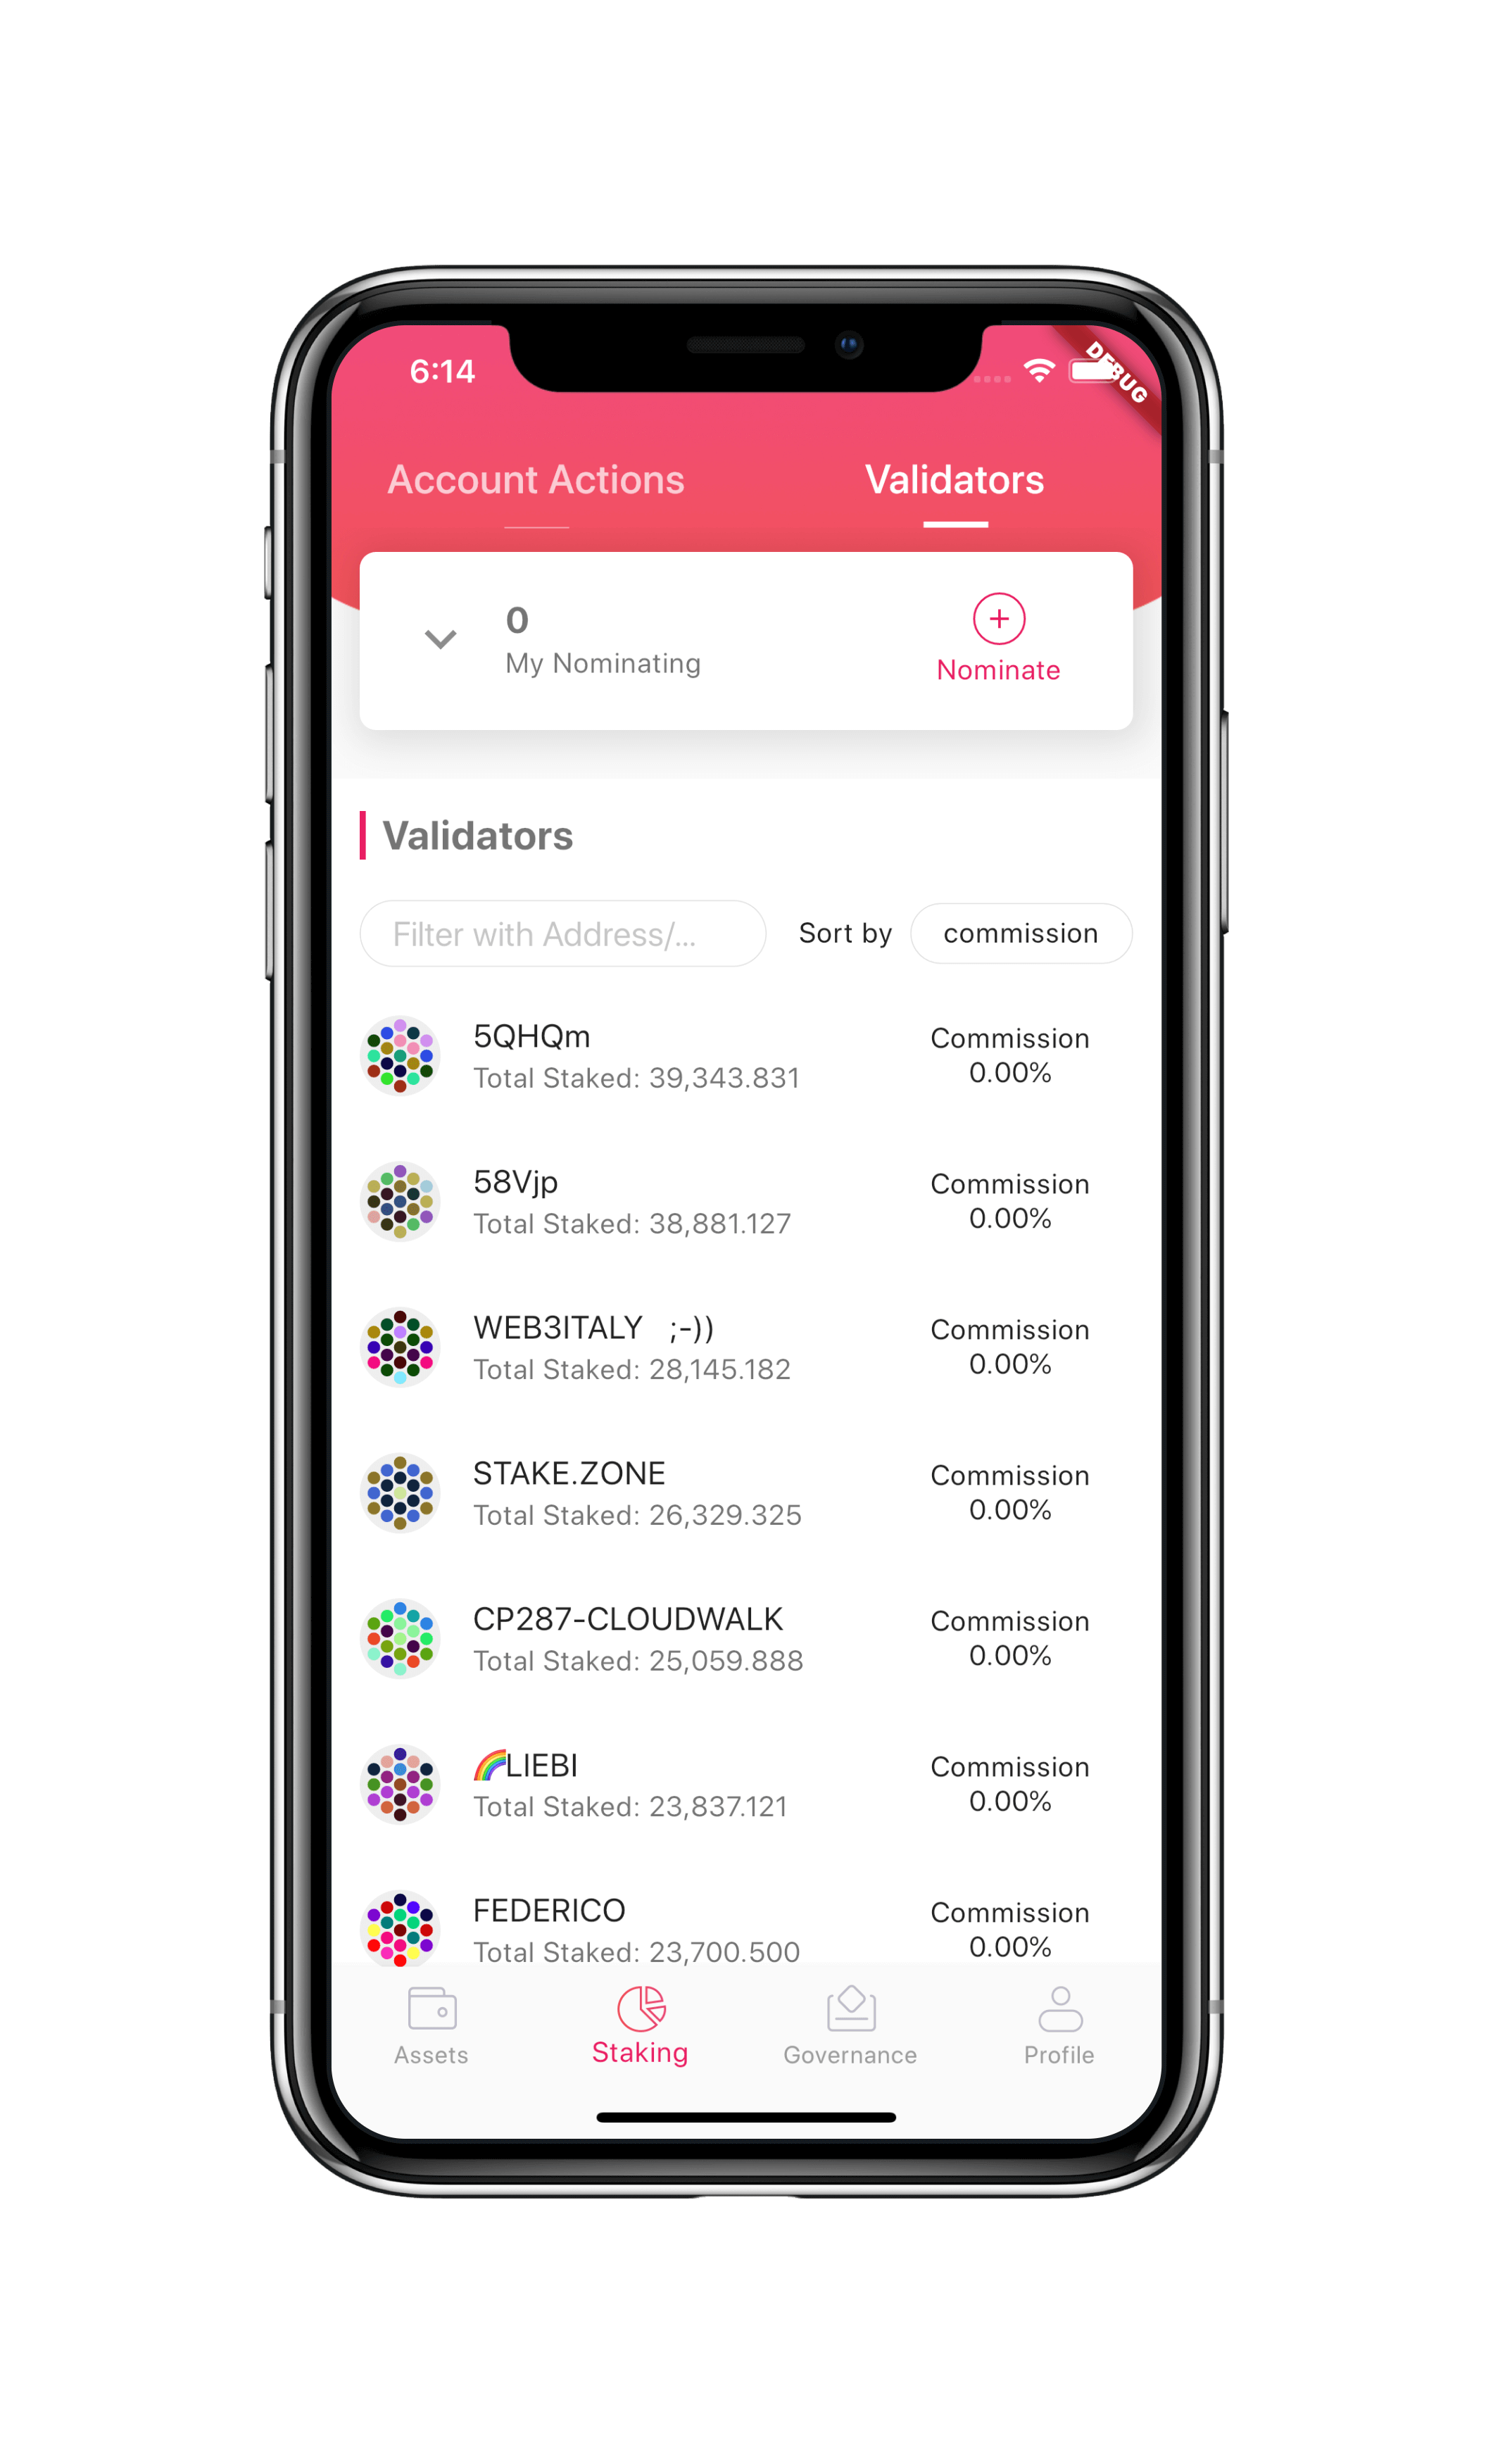 6:14
DEBUG
Account Actions Validators
0
My Nominating
Nominate
Validators
Filter with Address/... Sort by commission
5QHQm Commission
Total Staked: 39,343.831 0.00%
58Vjp Commission
Total Staked: 38,881.127 0.00%
WEB3ITALY ;-)) Commission
Total Staked: 28,145.182 0.00%
STAKE.ZONE Commission
Total Staked: 26,329.325 0.00%
CP287-CLOUDWALK Commission
Total Staked: 25,059.888 0.00%
🌈LIEBI Commission
Total Staked: 23,837.121 0.00%
FEDERICO Commission
Total Staked: 23,700.500 0.00%
Assets Staking Governance Profile